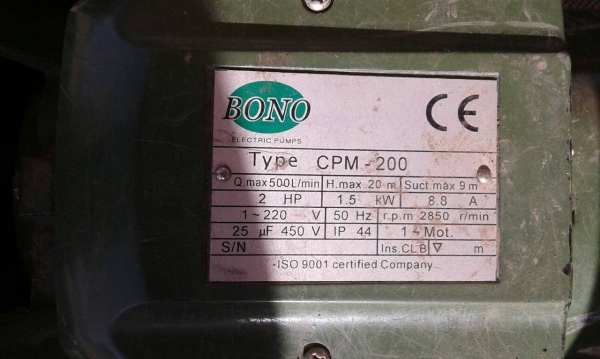 BONO
CE
ELECTRIC PUMPS
Type CPM-200
Q.max 500L/min H.max 20 m Suct.max 9 m
2 HP 1.5 kW 8.8 A
1~220 V 50 Hz r.p.m 2850 r/min
25 µF 450 V IP 44 1~Mot.
S/N Ins.CL.B ▽ m
ISO 9001 certified Company